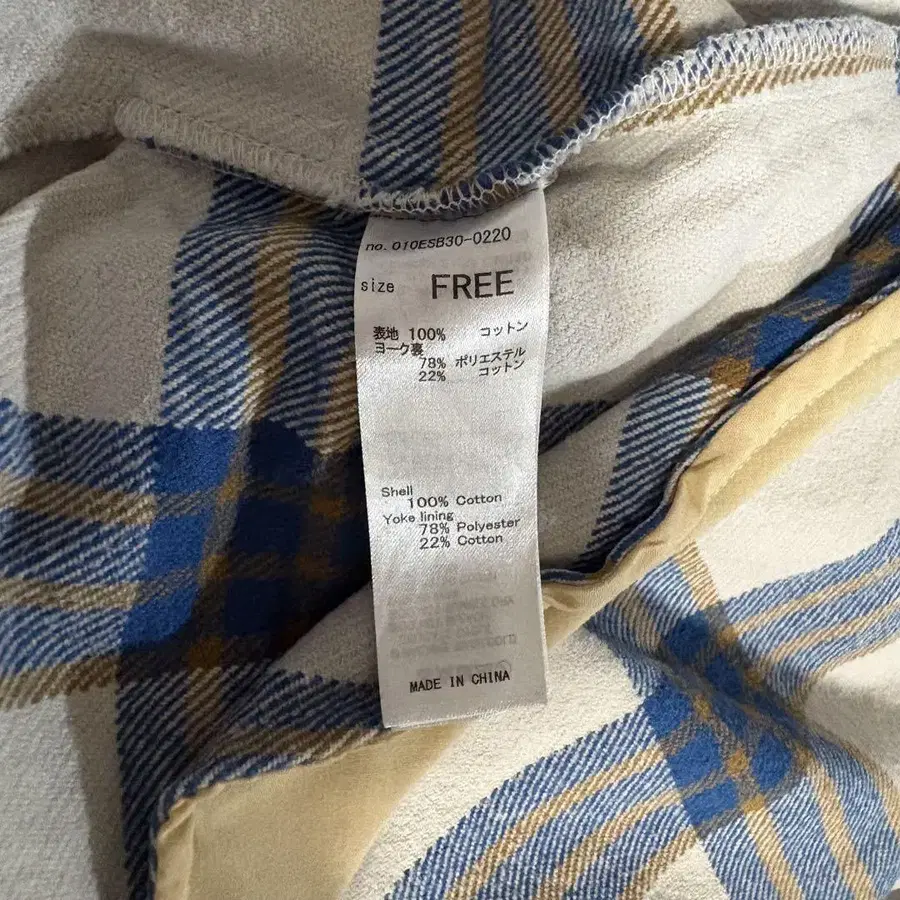 no. 010ESB30-0220
size FREE
表地 100% コットン
ヨーク裏
78% ポリエステル
22% コットン
Shell
100% Cotton
Yoke lining
78% Polyester
22% Cotton
MADE IN CHINA